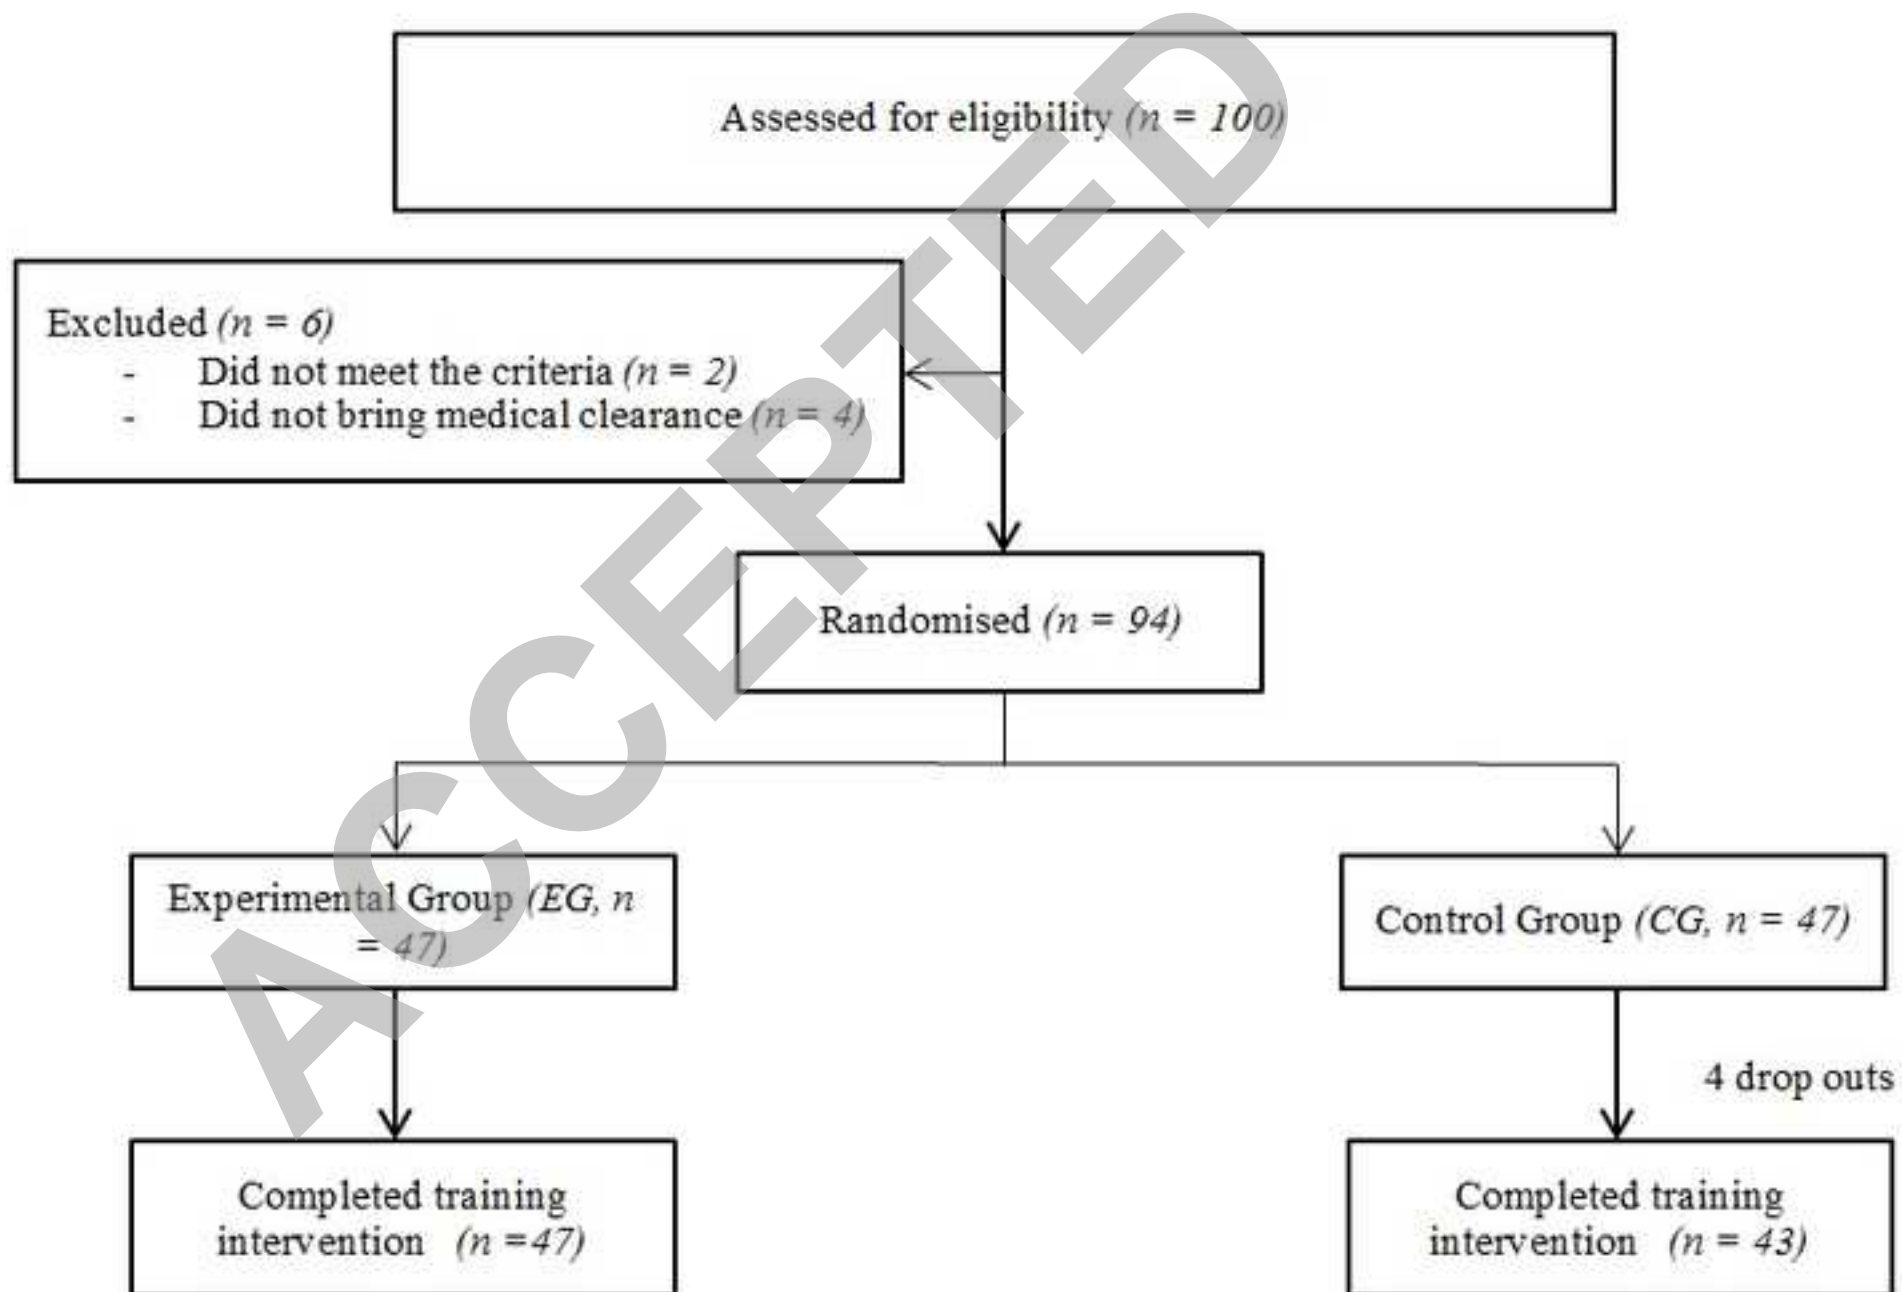 Assessed for eligibility (n = 100)
Excluded (n = 6)
- Did not meet the criteria (n = 2)
- Did not bring medical clearance (n = 4)
Randomised (n = 94)
Experimental Group (EG, n
= 47)
Control Group (CG, n = 47)
4 drop outs
Completed training
intervention (n =47)
Completed training
intervention (n = 43)
ACCEPTED